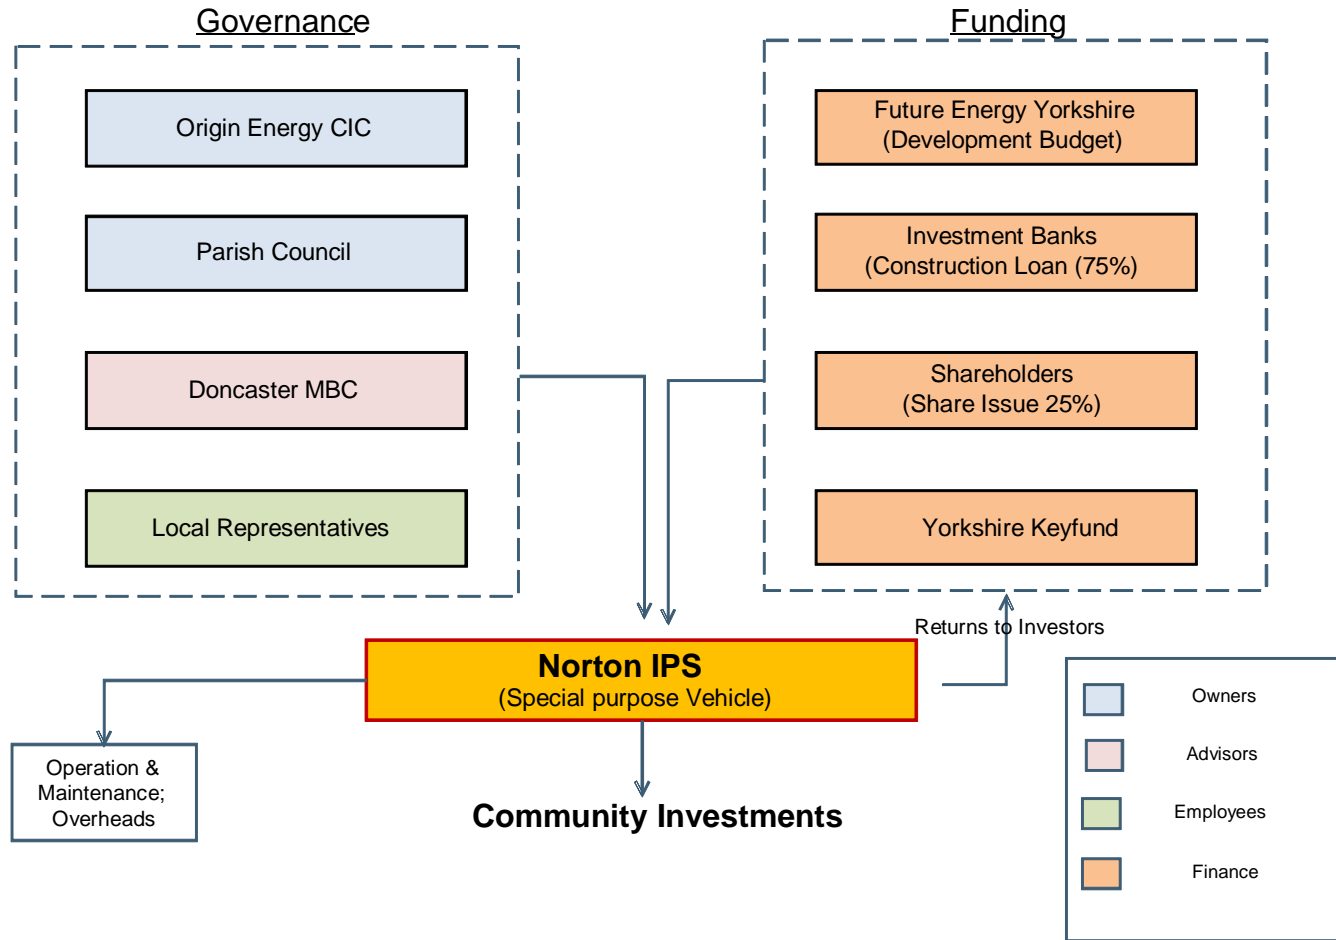 Governance
Origin Energy CIC
Parish Council
Doncaster MBC
Local Representatives
Funding
Future Energy Yorkshire
(Development Budget)
Investment Banks
(Construction Loan (75%)
Shareholders
(Share Issue 25%)
Yorkshire Keyfund
Returns to Investors
Norton IPS
(Special purpose Vehicle)
Operation &
Maintenance;
Overheads
Community Investments
Owners
Advisors
Employees
Finance